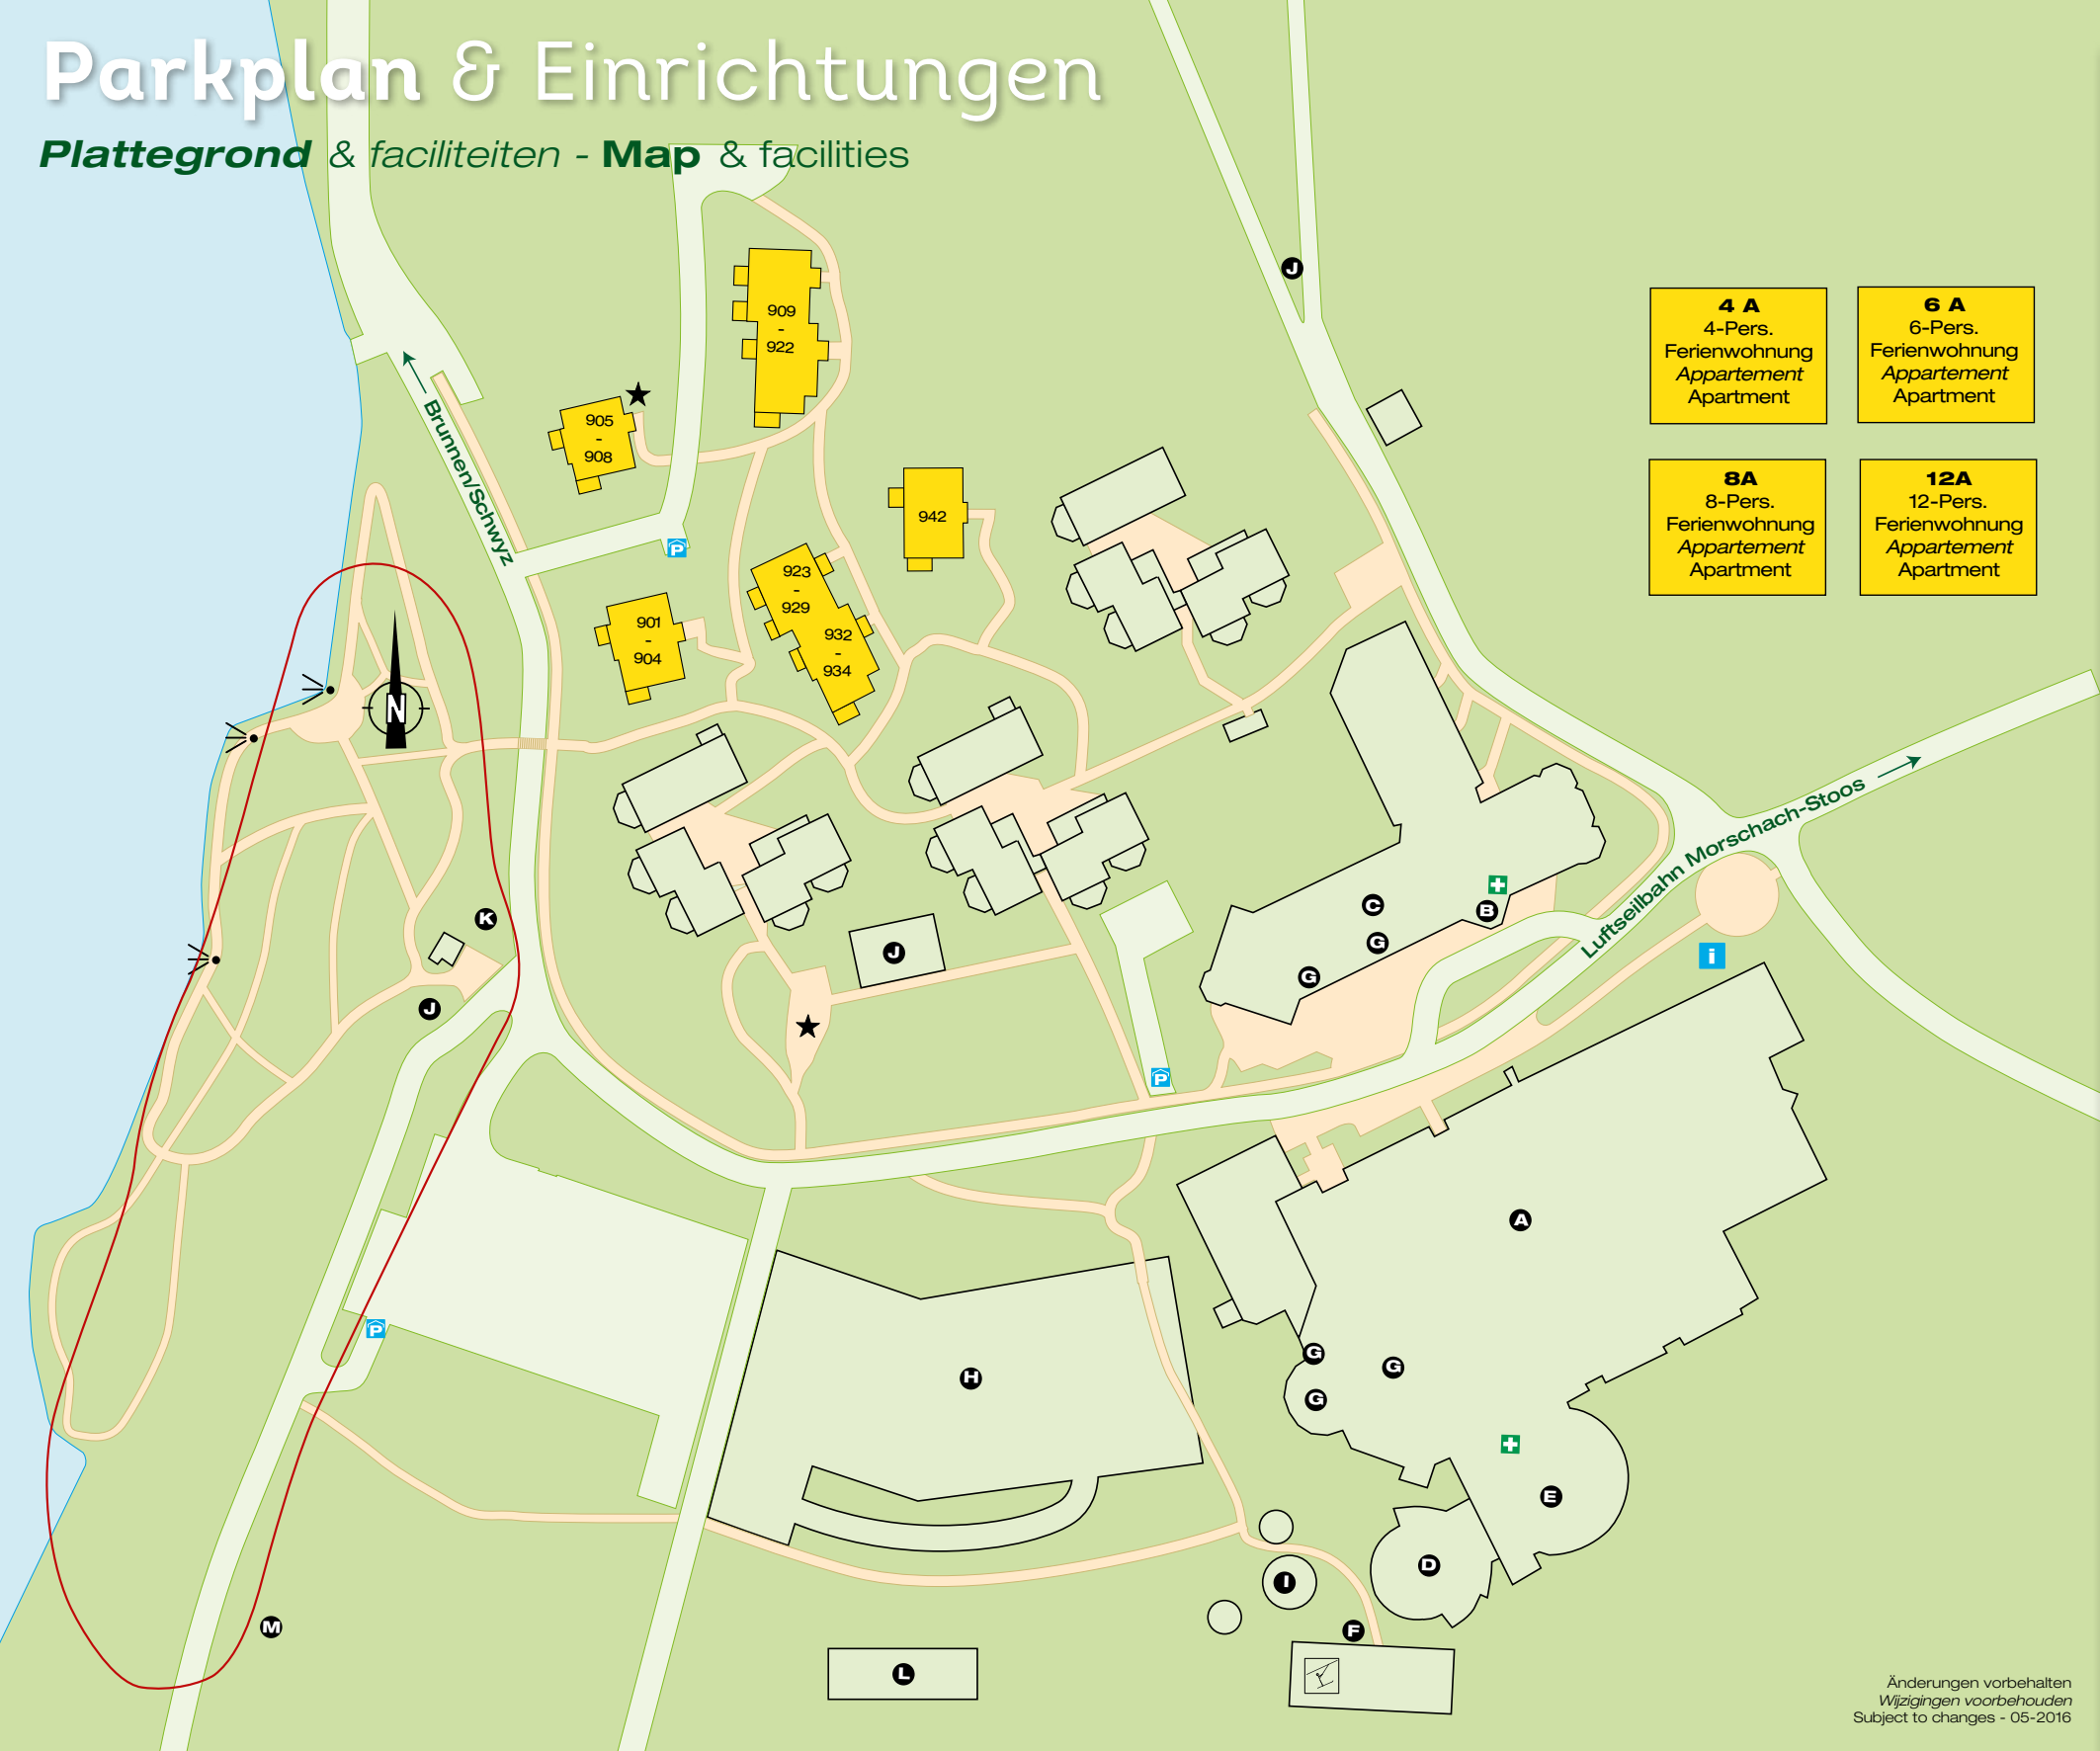 Parkplan & Einrichtungen
Plattegrond & faciliteiten - Map & facilities
J
909
-
922
4 A
4-Pers.
Ferienwohnung
Appartement
Apartment
6 A
6-Pers.
Ferienwohnung
Appartement
Apartment
Brunnen/Schwyz
905
-
908
942
8A
8-Pers.
Ferienwohnung
Appartement
Apartment
12A
12-Pers.
Ferienwohnung
Appartement
Apartment
P
923
-
929
932
-
934
901
-
904
N
Luftseilbahn Morschach-Stoos
K
C
B
G
J
G
i
J
P
A
P
H
G
G
G
E
D
I
M
F
L
Änderungen vorbehalten
Wijzigingen voorbehouden
Subject to changes - 05-2016